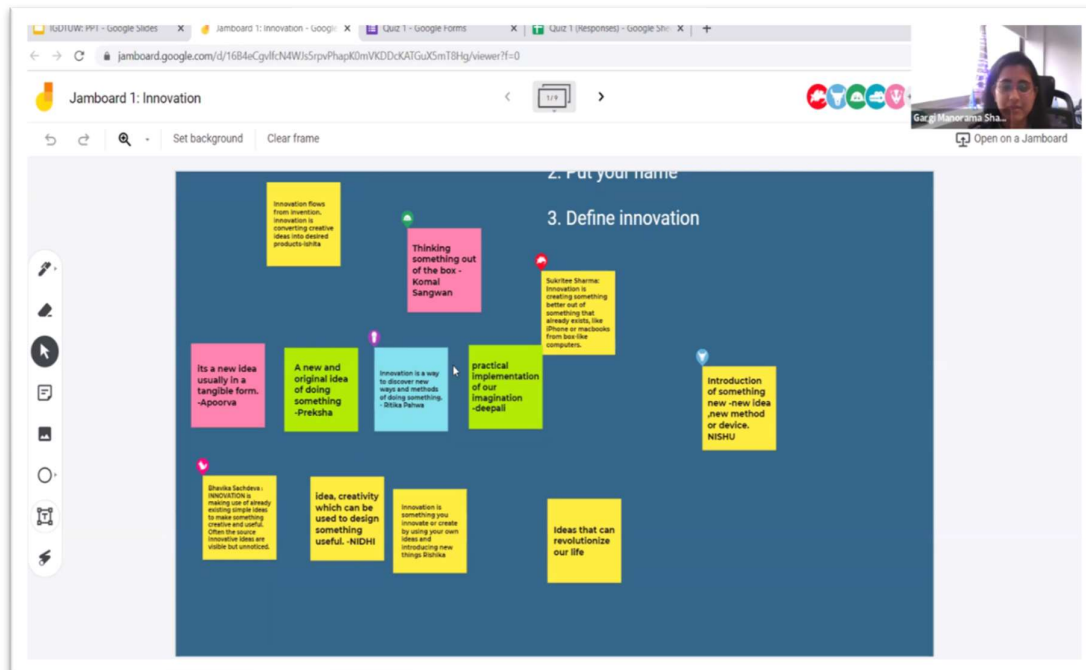 IGDTUW: PPT - Google Slides
Jamboard 1: Innovation - Google
Quiz 1 - Google Forms
Quiz 1 (Responses) - Google She
jamboard.google.com/d/
/viewer?f=0
Jamboard 1: Innovation
1/9
Gargi Manorama Sha...
Set background
Clear frame
Open on a Jamboard
2. Put your name
3. Define innovation
Innovation flows
from invention.
Innovation is
converting creative
ideas into desired
products-Ishita
Thinking
something out
of the box -
Komal
Sangwan
Sukritee Sharma:
Innovation is
creating something
better out of
something that
already exists, like
iPhone or macbooks
from box-like
computers.
its a new idea
usually in a
tangible form.
-Apoorva
A new and
original idea
of doing
something
-Preksha
Innovation is a way
to discover new
ways and methods
of doing something.
- Ritika Pahwa
practical
implementation
of our
imagination
-deepali
Introduction
of something
new -new idea
,new method
or device.
NISHU
Bhavika Sachdeva :
INNOVATION is
making use of already
existing simple ideas
to make something
creative and useful.
Often the source
innovative ideas are
visible but unnoticed.
idea, creativity
which can be
used to design
something
useful. -NIDHI
Innovation is
something you
innovate or create
by using your own
ideas and
introducing new
things Rishika
Ideas that can
revolutionize
our life